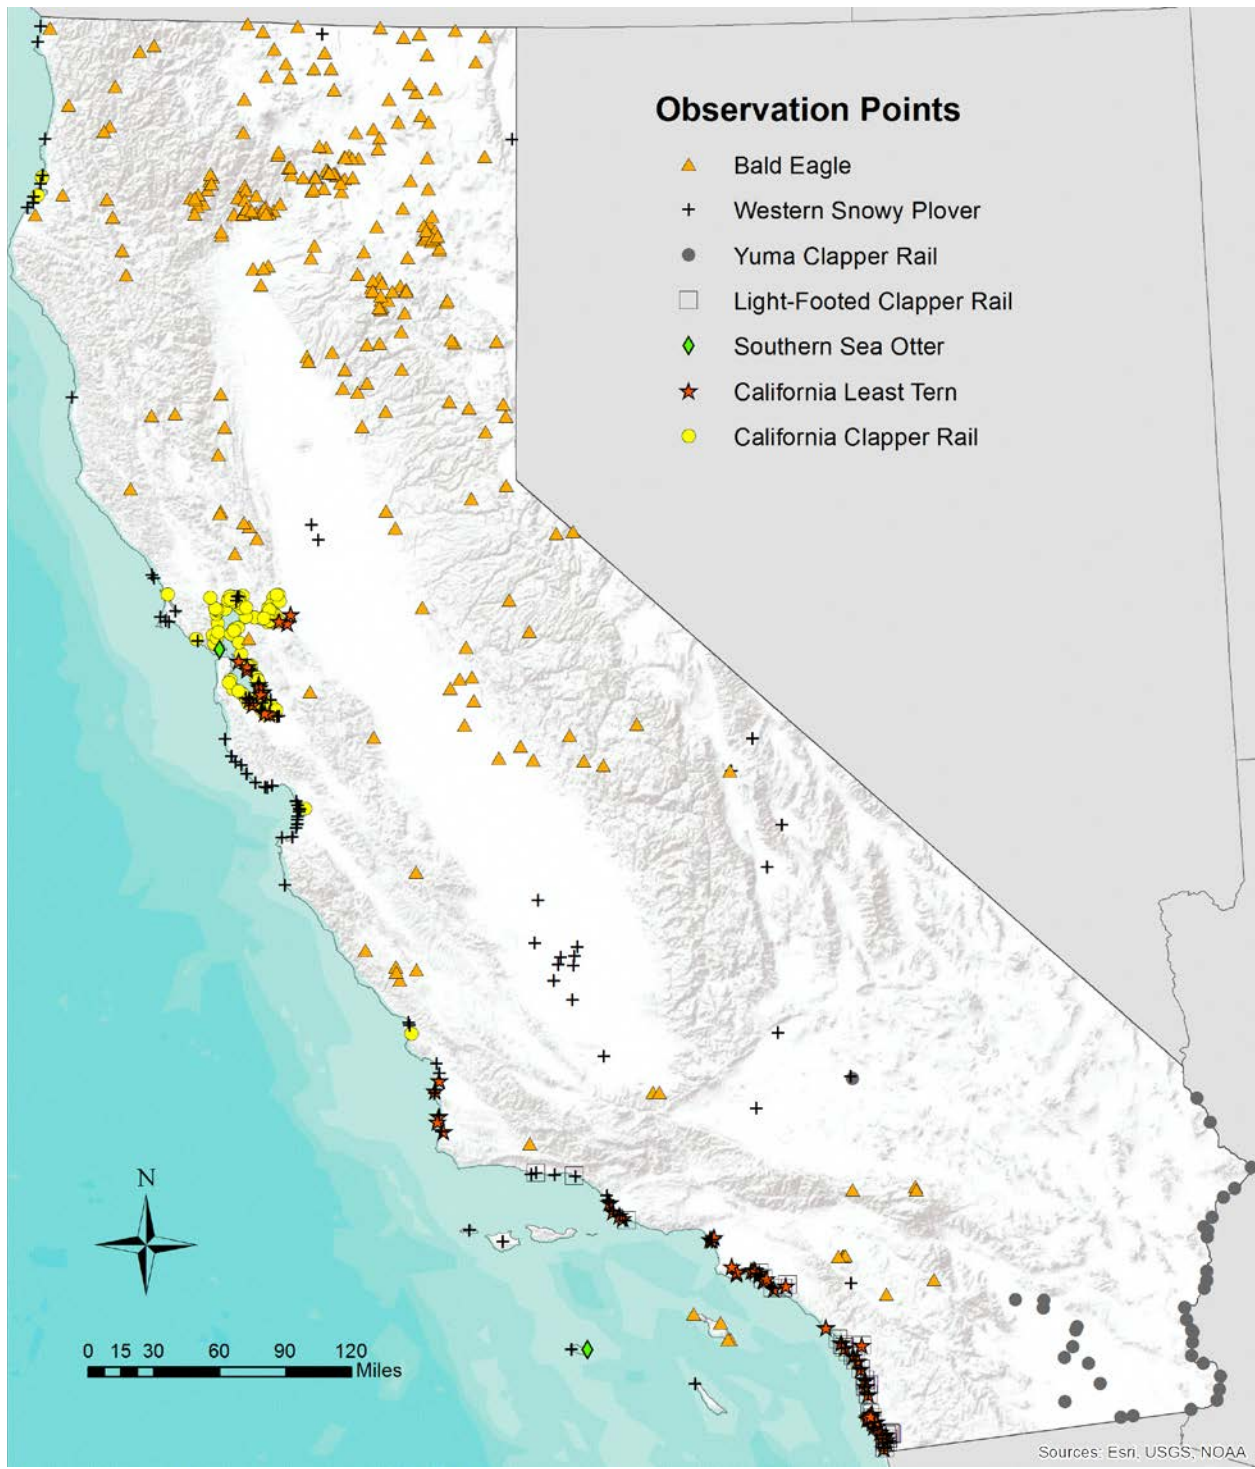 Observation Points
Bald Eagle
Western Snowy Plover
Yuma Clapper Rail
Light-Footed Clapper Rail
Southern Sea Otter
California Least Tern
California Clapper Rail
N
0 15 30 60 90 120
Miles
Sources: Esri, USGS, NOAA